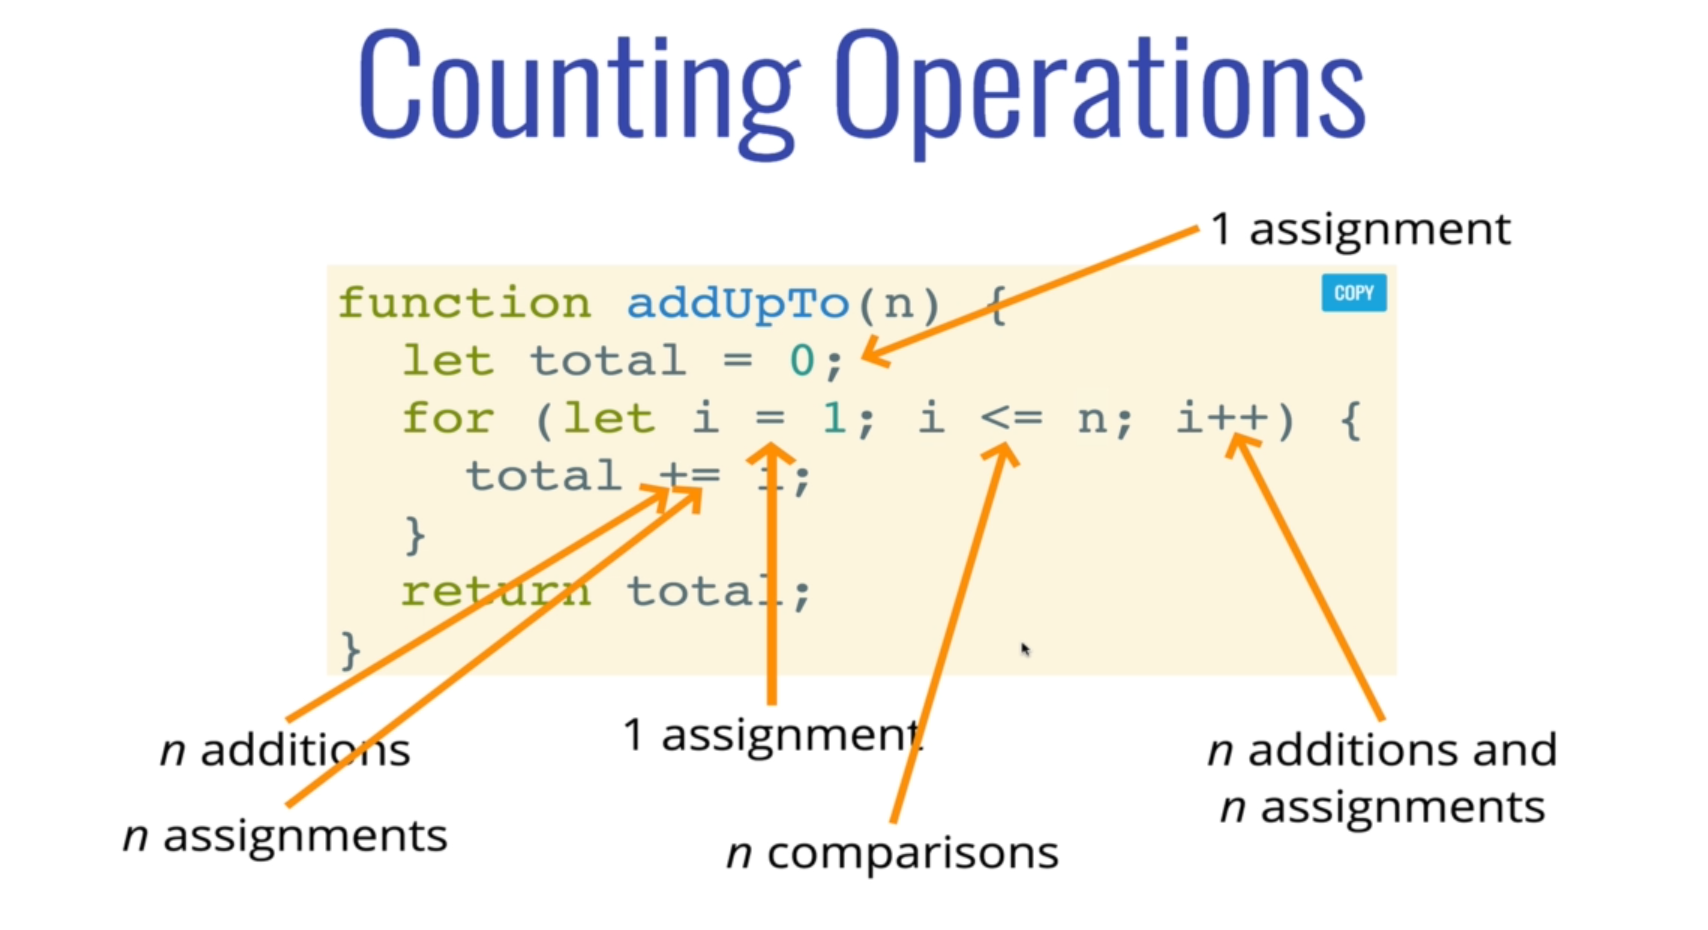 Counting Operations
1 assignment
COPY
function addUpTo(n) {
let total = 0;
for (let i = 1; i <= n; i++) {
total += i;
}
return total;
}
n additions
n assignments
1 assignment
n comparisons
n additions and
n assignments